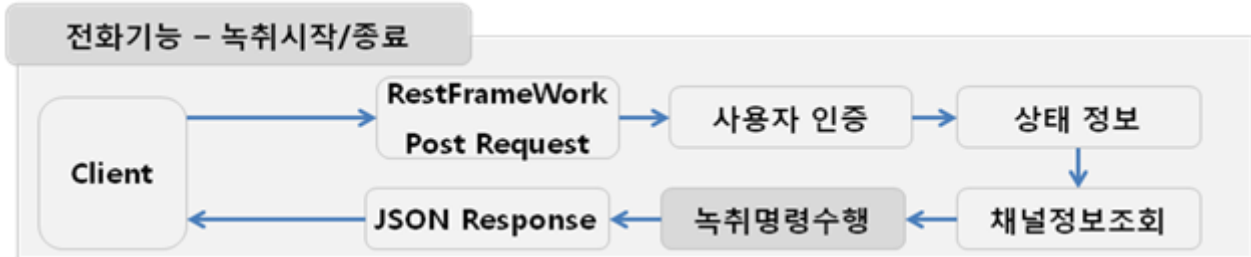 전화기능 – 녹취시작/종료
Client
RestFrameWork
Post Request
사용자 인증
상태 정보
채널정보조회
녹취명령수행
JSON Response